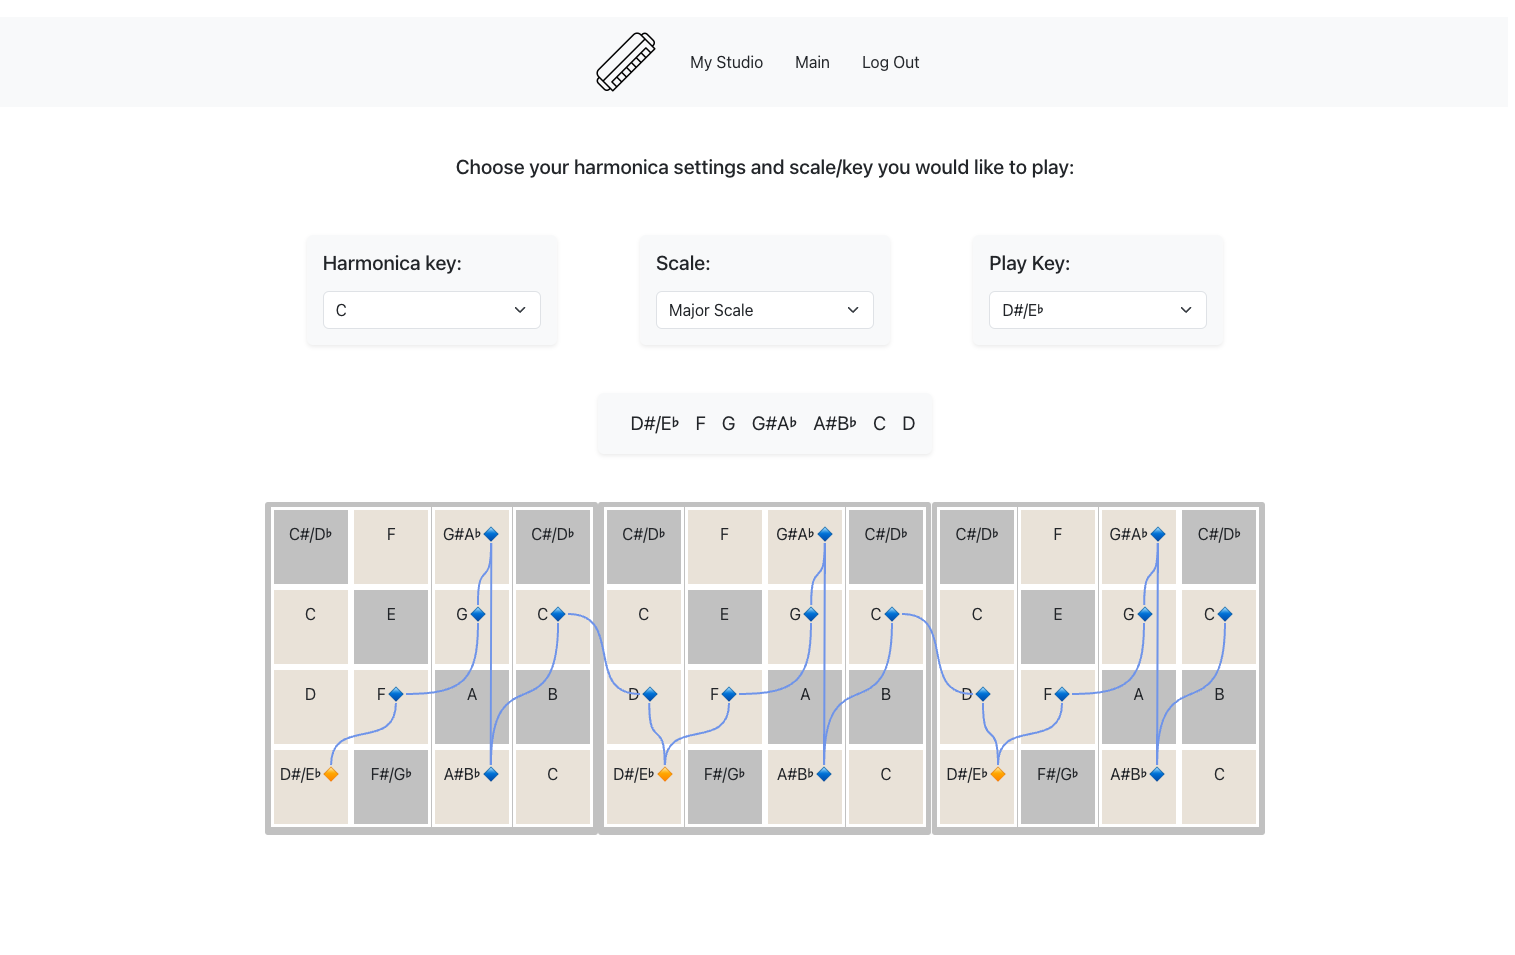 My Studio Main Log Out
Choose your harmonica settings and scale/key you would like to play:
Harmonica key: Scale: Play Key:
C Major Scale D#/E♭
D#/E♭ F G G#A♭ A#B♭ C D
C#/D♭ F G#A♭ C#/D♭ C#/D♭ F G#A♭ C#/D♭ C#/D♭ F G#A♭ C#/D♭
C E G C C E G C C E G C
D F A B D F A B D F A B
D#/E♭ F#/G♭ A#B♭ C D#/E♭ F#/G♭ A#B♭ C D#/E♭ F#/G♭ A#B♭ C